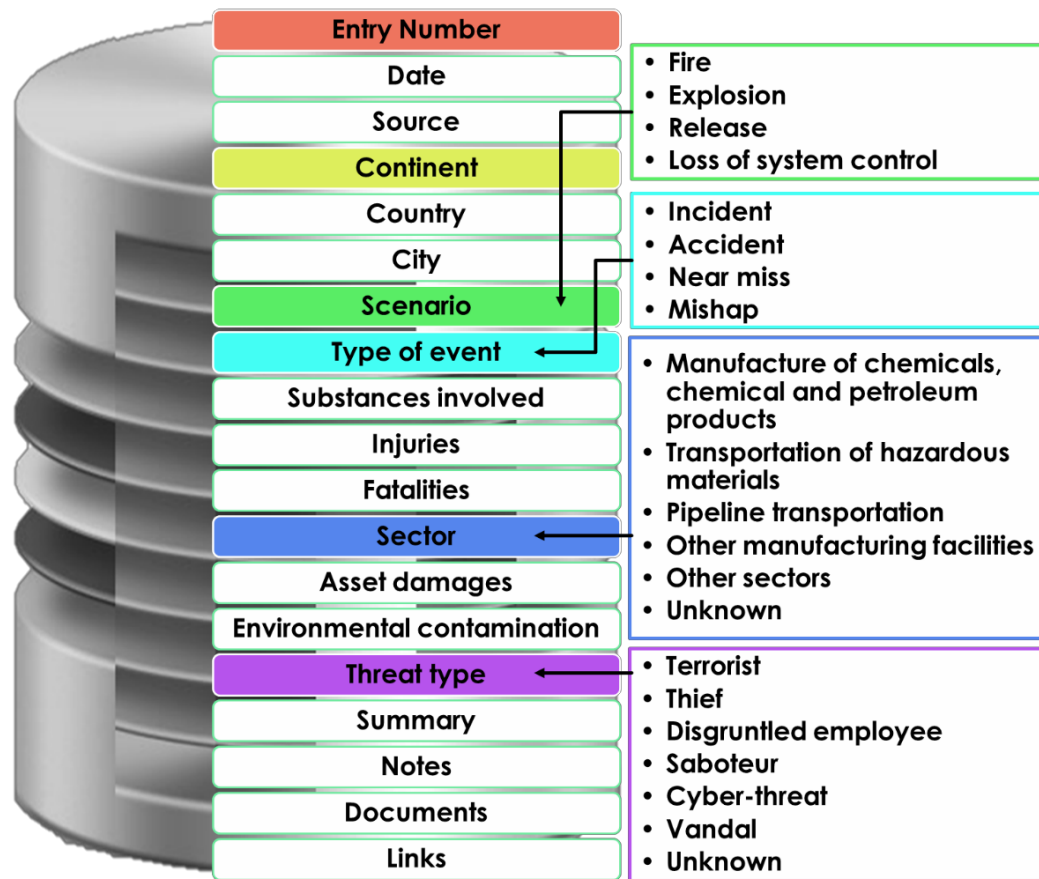 Entry Number
Date
Source
Continent
Country
City
Scenario
Type of event
Substances involved
Injuries
Fatalities
Sector
Asset damages
Environmental contamination
Threat type
Summary
Notes
Documents
Links
• Fire
• Explosion
• Release
• Loss of system control
• Incident
• Accident
• Near miss
• Mishap
• Manufacture of chemicals,
chemical and petroleum
products
• Transportation of hazardous
materials
• Pipeline transportation
• Other manufacturing facilities
• Other sectors
• Unknown
• Terrorist
• Thief
• Disgruntled employee
• Saboteur
• Cyber-threat
• Vandal
• Unknown